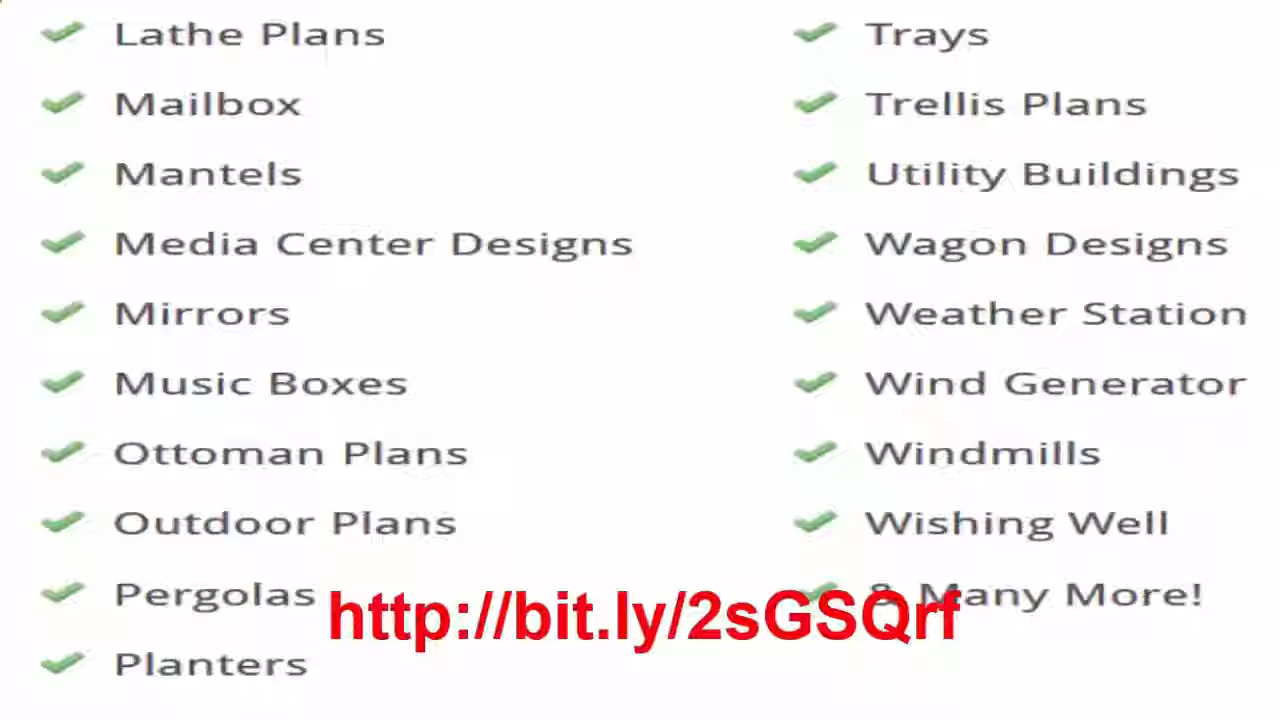 Lathe Plans
Mailbox
Mantels
Media Center Designs
Mirrors
Music Boxes
Ottoman Plans
Outdoor Plans
Pergolas
Planters
Trays
Trellis Plans
Utility Buildings
Wagon Designs
Weather Station
Wind Generator
Windmills
Wishing Well
& Many More!
http://bit.ly/2sGSQrf